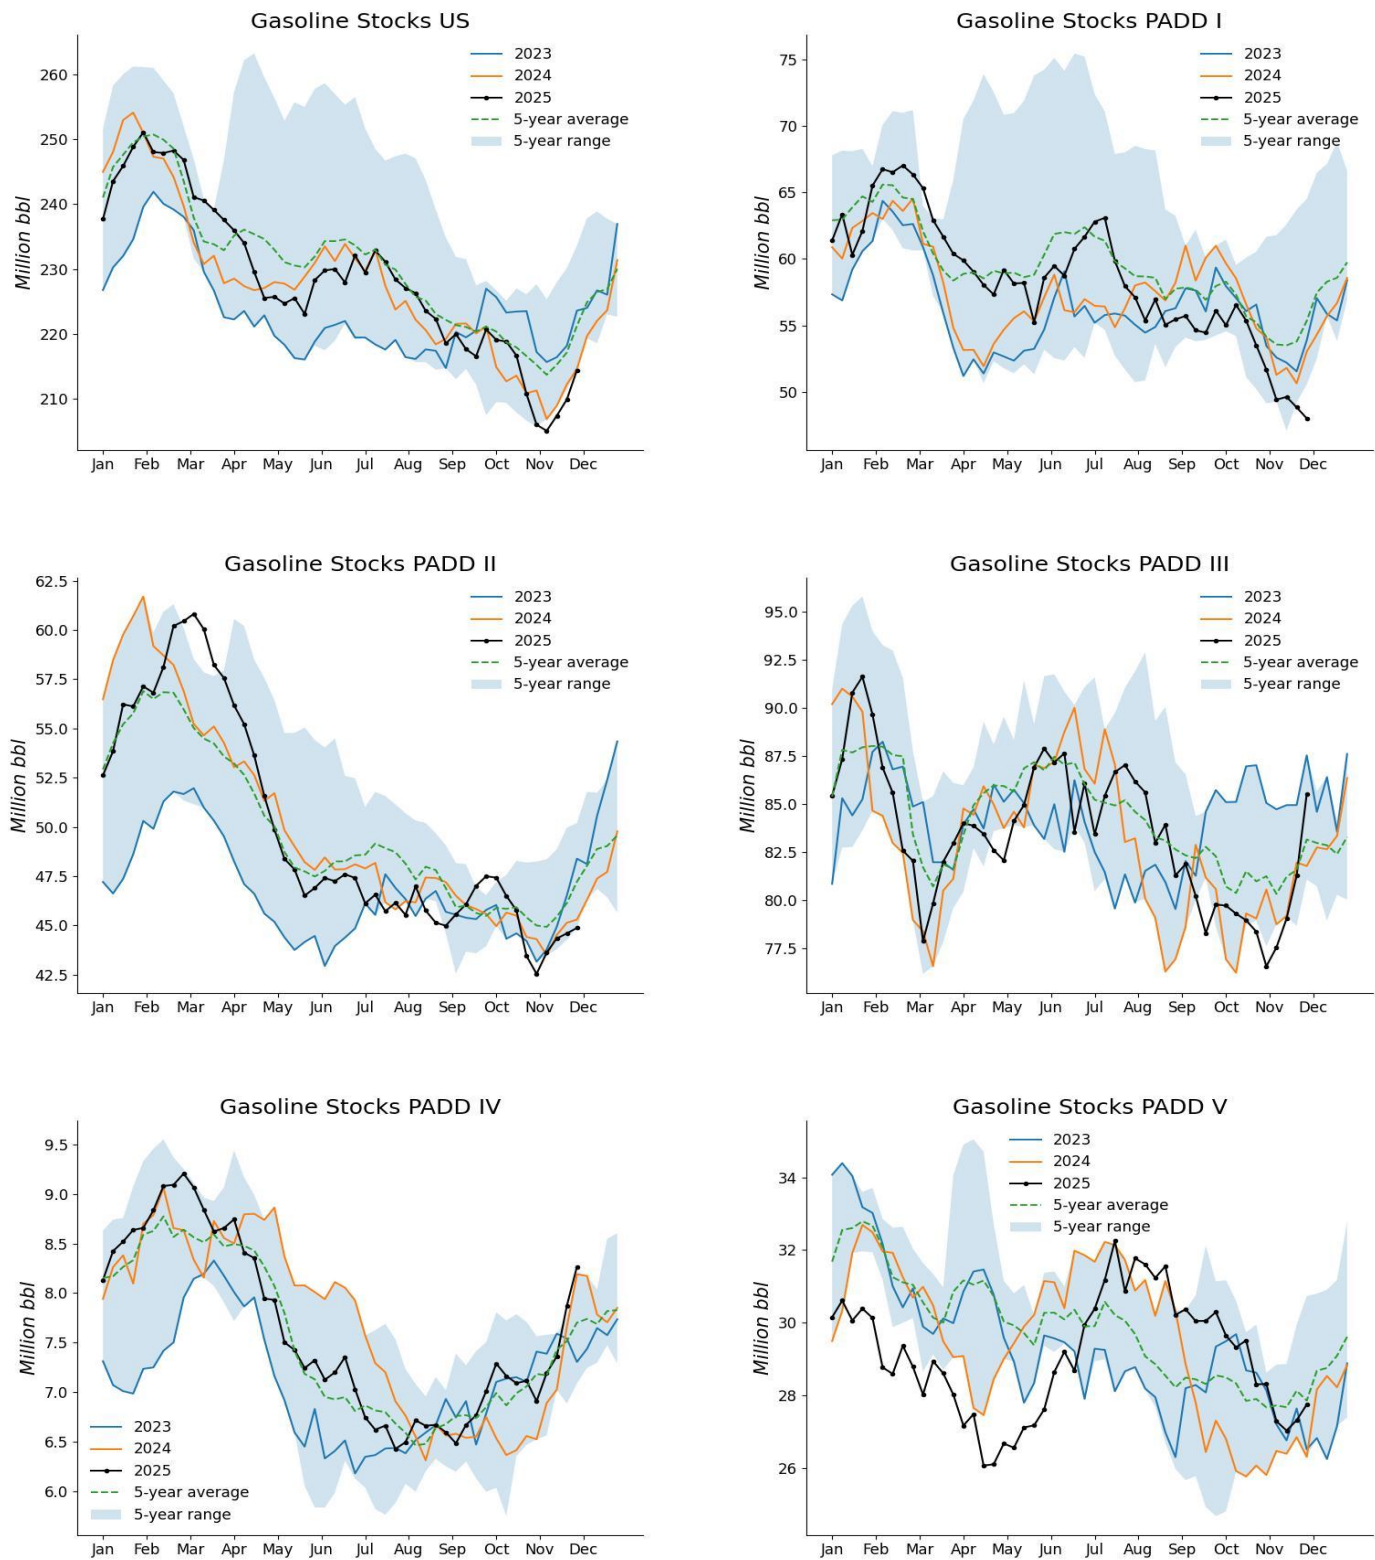 Gasoline Stocks US
Million bbl
260
250
240
230
220
210
Jan Feb Mar Apr May Jun Jul Aug Sep Oct Nov Dec
2023
2024
2025
5-year average
5-year range
Gasoline Stocks PADD I
Million bbl
75
70
65
60
55
50
Jan Feb Mar Apr May Jun Jul Aug Sep Oct Nov Dec
2023
2024
2025
5-year average
5-year range
Gasoline Stocks PADD II
Million bbl
62.5
60.0
57.5
55.0
52.5
50.0
47.5
45.0
42.5
Jan Feb Mar Apr May Jun Jul Aug Sep Oct Nov Dec
2023
2024
2025
5-year average
5-year range
Gasoline Stocks PADD III
Million bbl
95.0
92.5
90.0
87.5
85.0
82.5
80.0
77.5
Jan Feb Mar Apr May Jun Jul Aug Sep Oct Nov Dec
2023
2024
2025
5-year average
5-year range
Gasoline Stocks PADD IV
Million bbl
9.5
9.0
8.5
8.0
7.5
7.0
6.5
6.0
2023
2024
2025
5-year average
5-year range
Jan Feb Mar Apr May Jun Jul Aug Sep Oct Nov Dec
Gasoline Stocks PADD V
Million bbl
34
32
30
28
26
2023
2024
2025
5-year average
5-year range
Jan Feb Mar Apr May Jun Jul Aug Sep Oct Nov Dec